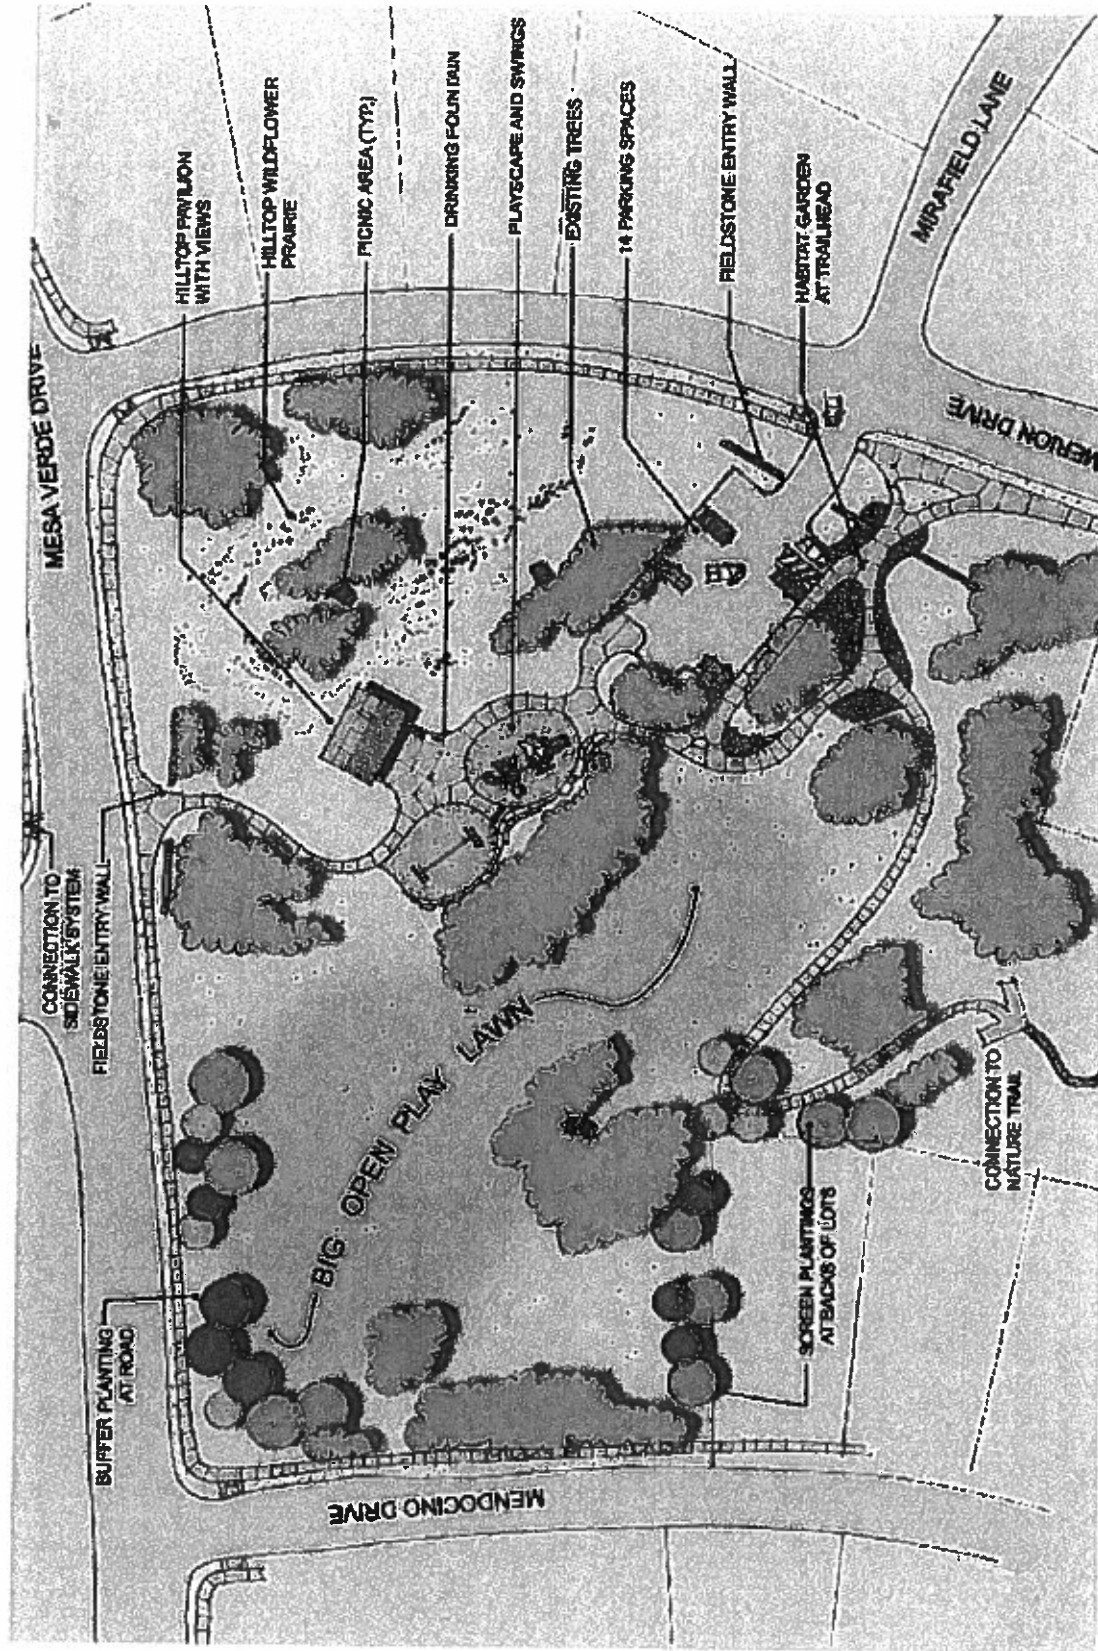 MESA VERDE DRIVE
CONNECTION TO
SIDEWALK SYSTEM
FIELDSTONE ENTRY WALL
BUFFER PLANTING
AT ROAD
HILLTOP PAVILION
WITH VIEWS
HILLTOP WILDFLOWER
PRAIRIE
PICNIC AREA (TYP.)
DRINKING FOUNTAIN
PLAYSCAPE AND SWINGS
EXISTING TREES
14 PARKING SPACES
FIELDSTONE ENTRY WALL
HABITAT GARDEN
AT TRAILHEAD
MIRAFIELD LANE
MERION DRIVE
BIG OPEN PLAY LAWN
MENDOCINO DRIVE
SCREEN PLANTINGS
AT BACKS OF LOTS
CONNECTION TO
NATURE TRAIL